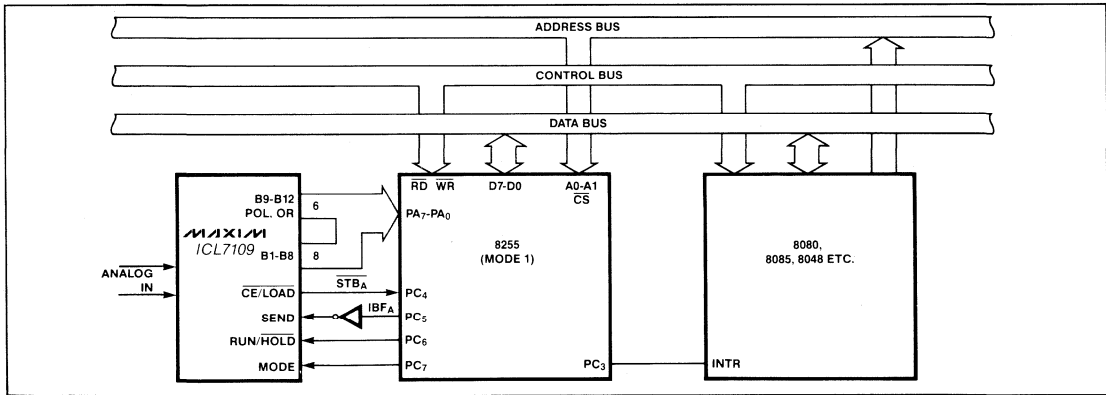 ADDRESS BUS
CONTROL BUS
DATA BUS
RD WR D7-D0 A0-A1
CS
B9-B12
POL. OR
6
MAXIM
ICL7109
B1-B8
8
PA7-PA0
8255
(MODE 1)
8080,
8085, 8048 ETC.
ANALOG
IN
CE/LOAD
STBA
PC4
SEND
IBFA
PC5
RUN/HOLD
PC6
MODE
PC7
PC3
INTR